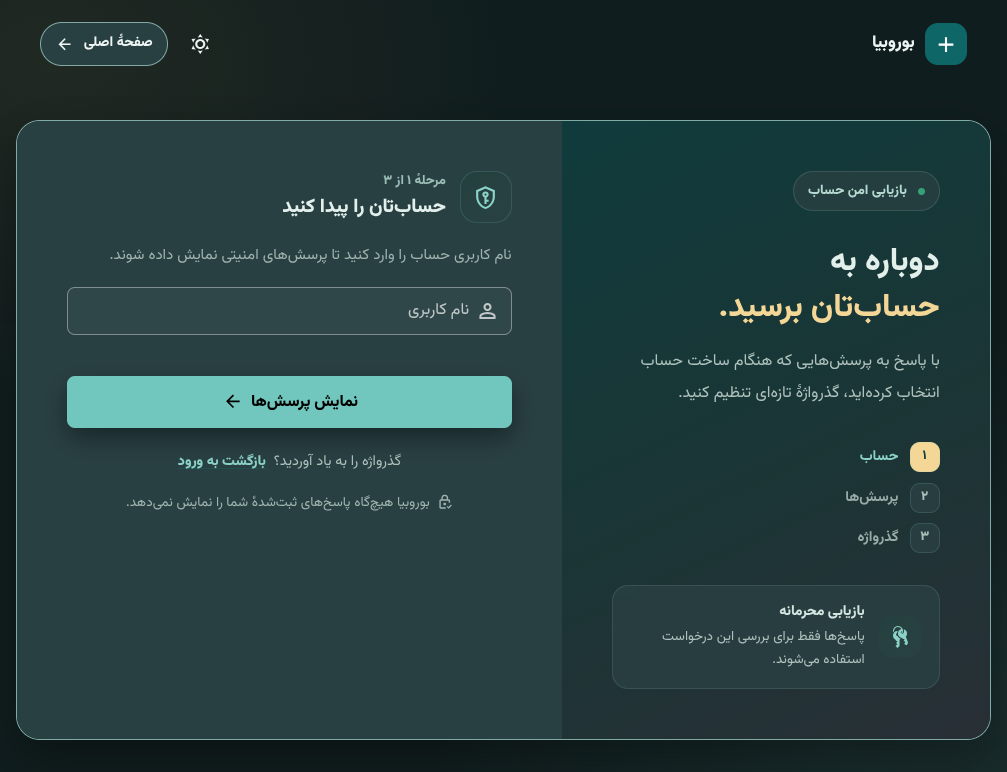 بوروبیا
صفحهٔ اصلی
بازیابی امن حساب
دوباره به
حساب‌تان برسید.
با پاسخ به پرسش‌هایی که هنگام ساخت حساب
انتخاب کرده‌اید، گذرواژهٔ تازه‌ای تنظیم کنید.
۱ حساب
۲ پرسش‌ها
۳ گذرواژه
بازیابی محرمانه
پاسخ‌ها فقط برای بررسی این درخواست
استفاده می‌شوند.
مرحلهٔ ۱ از ۳
حساب‌تان را پیدا کنید
نام کاربری حساب را وارد کنید تا پرسش‌های امنیتی نمایش داده شوند.
نام کاربری
نمایش پرسش‌ها
گذرواژه را به یاد آوردید؟ بازگشت به ورود
بوروبیا هیچ‌گاه پاسخ‌های ثبت‌شدهٔ شما را نمایش نمی‌دهد.